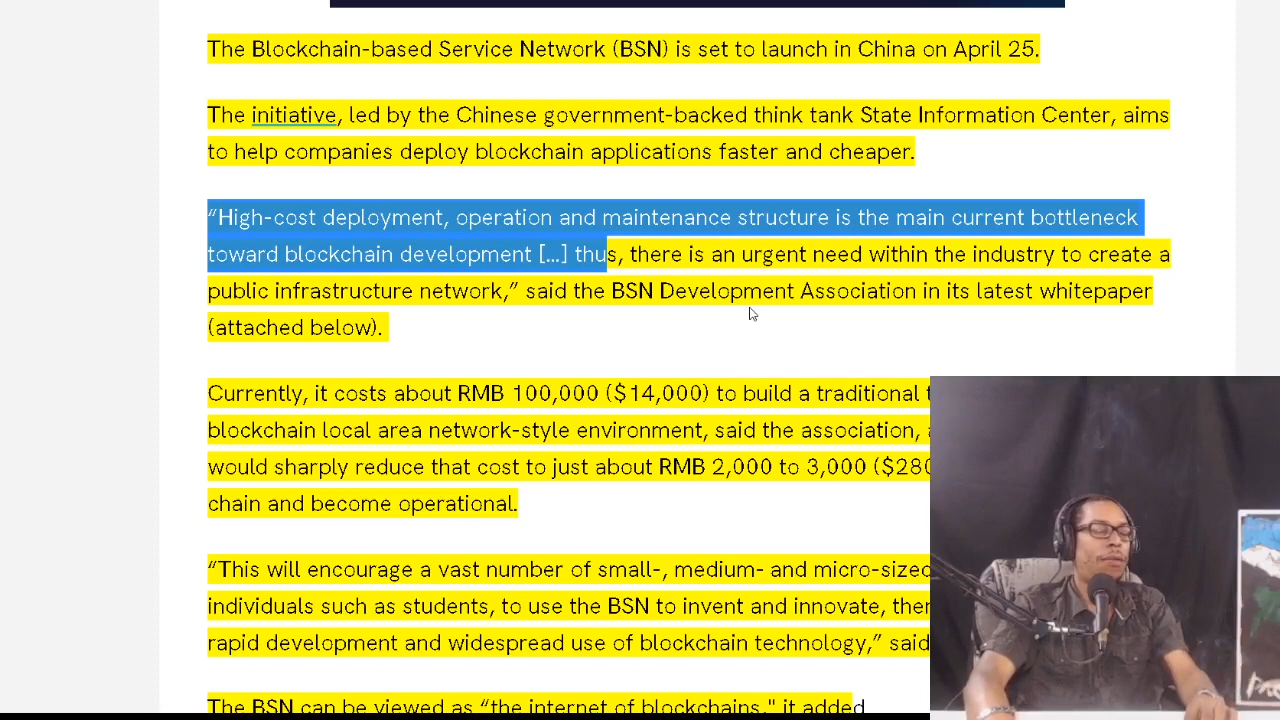 The Blockchain-based Service Network (BSN) is set to launch in China on April 25.
The initiative, led by the Chinese government-backed think tank State Information Center, aims
to help companies deploy blockchain applications faster and cheaper.
“High-cost deployment, operation and maintenance structure is the main current bottleneck
toward blockchain development [...] thus, there is an urgent need within the industry to create a
public infrastructure network,” said the BSN Development Association in its latest whitepaper
(attached below).
Currently, it costs about RMB 100,000 ($14,000) to build a traditional
blockchain local area network-style environment, said the association,
would sharply reduce that cost to just about RMB 2,000 to 3,000 ($280
chain and become operational.
“This will encourage a vast number of small-, medium- and micro-sized
individuals such as students, to use the BSN to invent and innovate,
rapid development and widespread use of blockchain technology,” said
The BSN can be viewed as “the internet of blockchains," it added